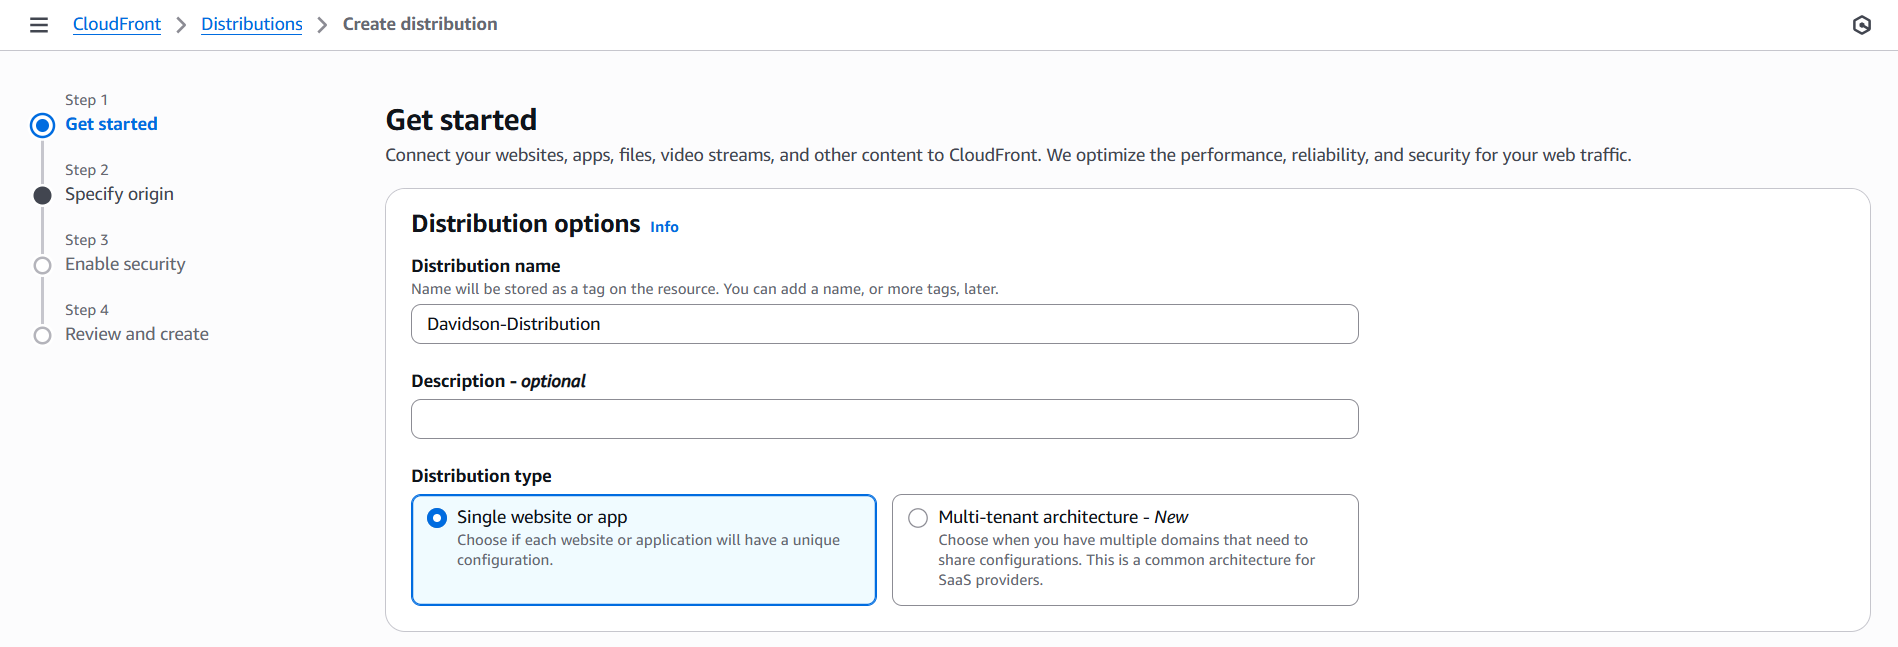 CloudFront > Distributions > Create distribution
Step 1
Get started
Step 2
Specify origin
Step 3
Enable security
Step 4
Review and create
Get started
Connect your websites, apps, files, video streams, and other content to CloudFront. We optimize the performance, reliability, and security for your web traffic.
Distribution options Info
Distribution name
Name will be stored as a tag on the resource. You can add a name, or more tags, later.
Davidson-Distribution
Description - optional
Distribution type
Single website or app
Choose if each website or application will have a unique
configuration.
Multi-tenant architecture - New
Choose when you have multiple domains that need to
share configurations. This is a common architecture for
SaaS providers.